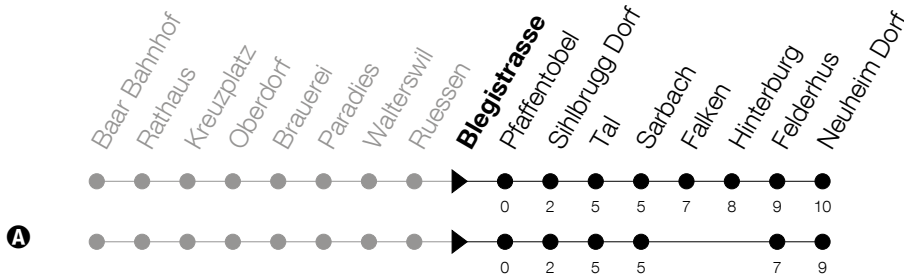 Baar Bahnhof
Rathaus
Kreuzplatz
Oberdorf
Brauerei
Paradies
Walterswil
Ruessen
Blegistrasse
Pfaffentobel
Sihlbrugg Dorf
Tal
Sarbach
Falken
Hinterburg
Felderhus
Neuheim Dorf
0 2 5 5 7 8 9 10
A
0 2 5 5 7 9